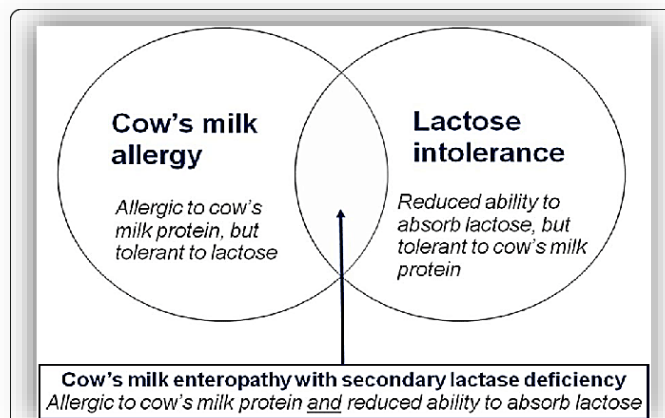 Cow's milk
allergy
Allergic to cow's
milk protein, but
tolerant to lactose
Lactose
intolerance
Reduced ability to
absorb lactose, but
tolerant to cow's milk
protein
Cow's milk enteropathy with secondary lactase deficiency
Allergic to cow's milk protein and reduced ability to absorb lactose